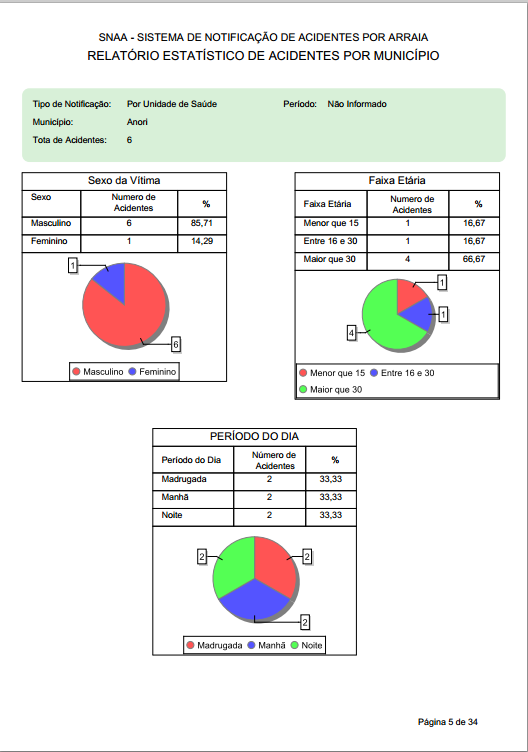 SNAA - SISTEMA DE NOTIFICAÇÃO DE ACIDENTES POR ARRAIA
RELATÓRIO ESTATÍSTICO DE ACIDENTES POR MUNICÍPIO
Tipo de Notificação: Por Unidade de Saúde Período: Não Informado
Município: Anori
Tota de Acidentes: 6
Sexo da Vítima
Sexo Numero de Acidentes %
Masculino 6 85,71
Feminino 1 14,29
1
6
Masculino Feminino
Faixa Etária
Faixa Etária Numero de Acidentes %
Menor que 15 1 16,67
Entre 16 e 30 1 16,67
Maior que 30 4 66,67
1
1
4
Menor que 15 Entre 16 e 30
Maior que 30
PERÍODO DO DIA
Período do Dia Número de Acidentes %
Madrugada 2 33,33
Manhã 2 33,33
Noite 2 33,33
2 2
2
Madrugada Manhã Noite
Página 5 de 34